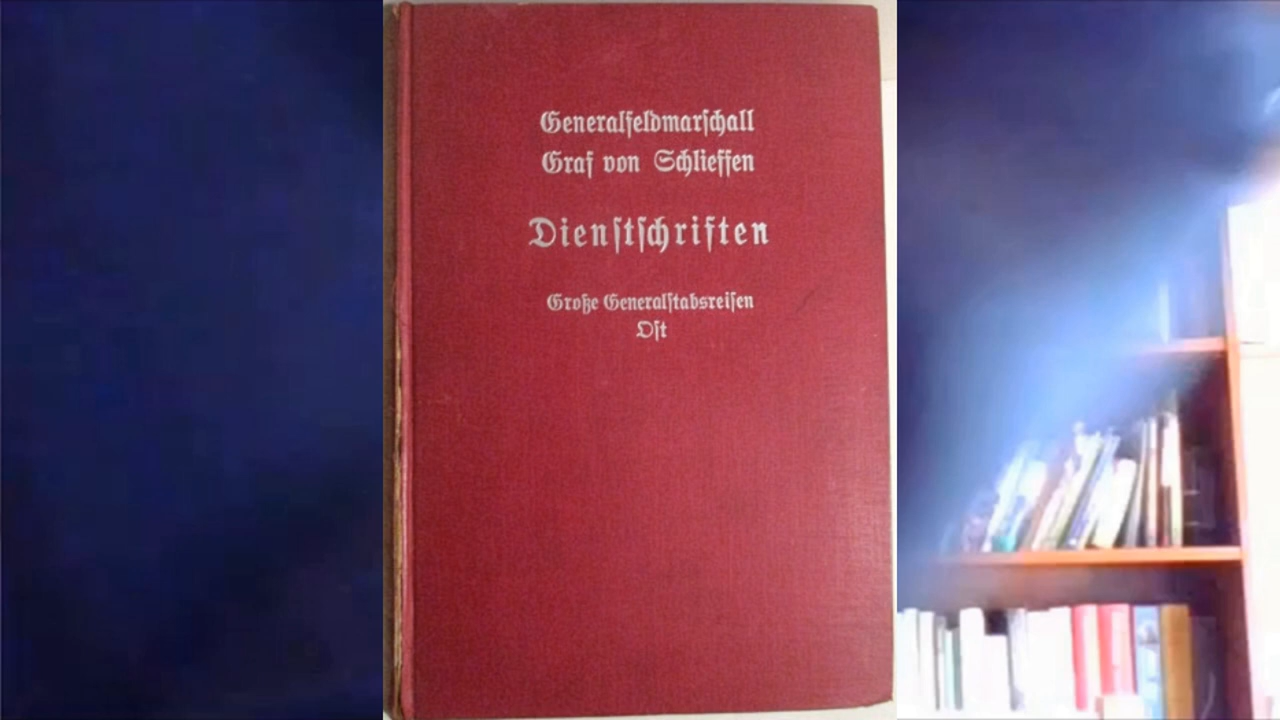 Generalfeldmarschall
Graf von Schlieffen
Dienstschriften
Große Generalstabsreisen
Ost